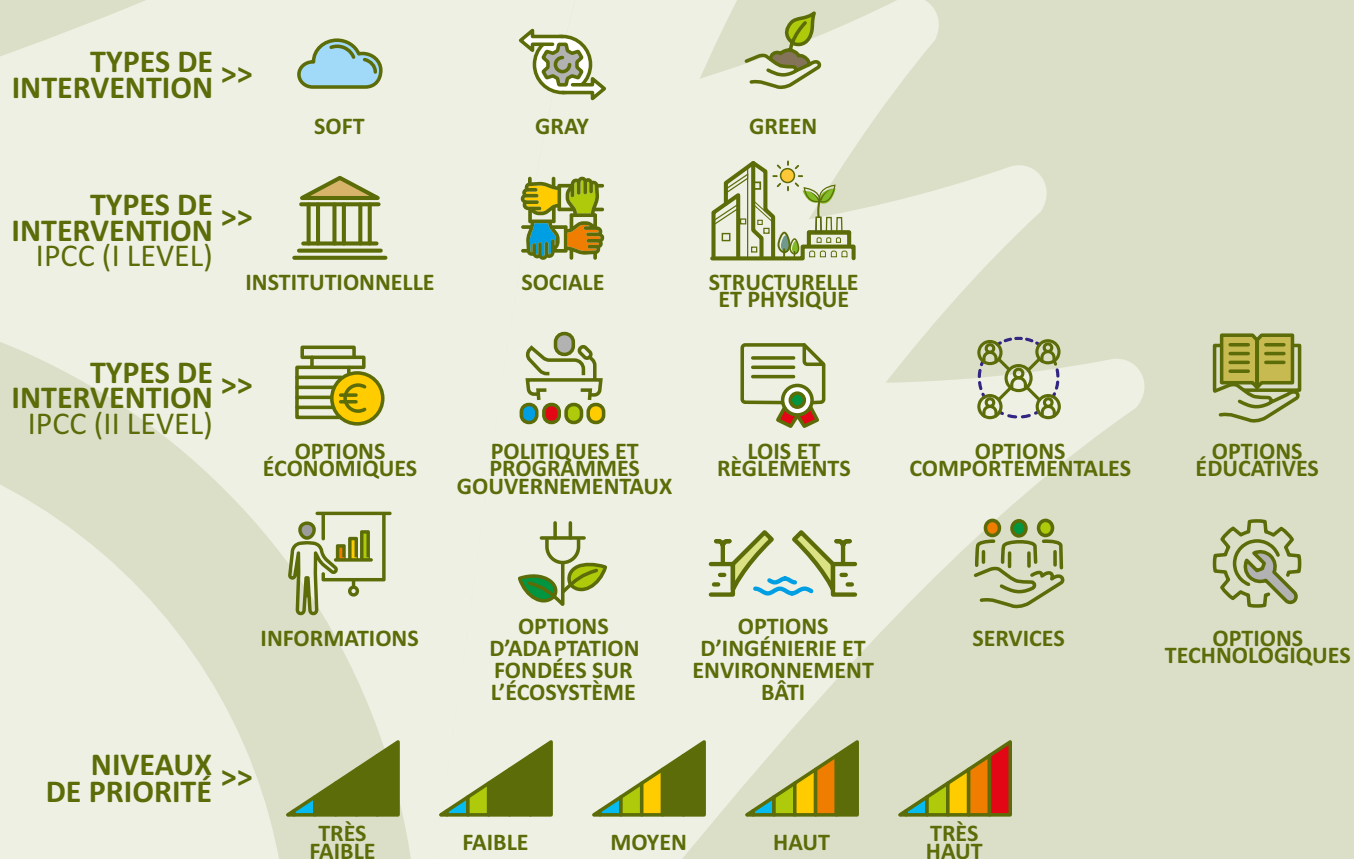 TYPES DE
INTERVENTION >>
SOFT
GRAY
GREEN
TYPES DE
INTERVENTION >>
IPCC (I LEVEL)
INSTITUTIONNELLE
SOCIALE
STRUCTURELLE
ET PHYSIQUE
TYPES DE
INTERVENTION >>
IPCC (II LEVEL)
€
OPTIONS
ÉCONOMIQUES
POLITIQUES ET
PROGRAMMES
GOUVERNEMENTAUX
LOIS ET
RÈGLEMENTS
OPTIONS
COMPORTEMENTALES
OPTIONS
ÉDUCATIVES
INFORMATIONS
OPTIONS
D'ADA PTATION
FONDÉES SUR
L'ÉCOSYSTÈME
OPTIONS
D'INGÉNIERIE ET
ENVIRONNEMENT
BÂTI
SERVICES
OPTIONS
TECHNOLOGIQUES
NIVEAUX
DE PRIORITÉ >>
TRÈS
FAIBLE
FAIBLE
MOYEN
HAUT
TRÈS
HAUT